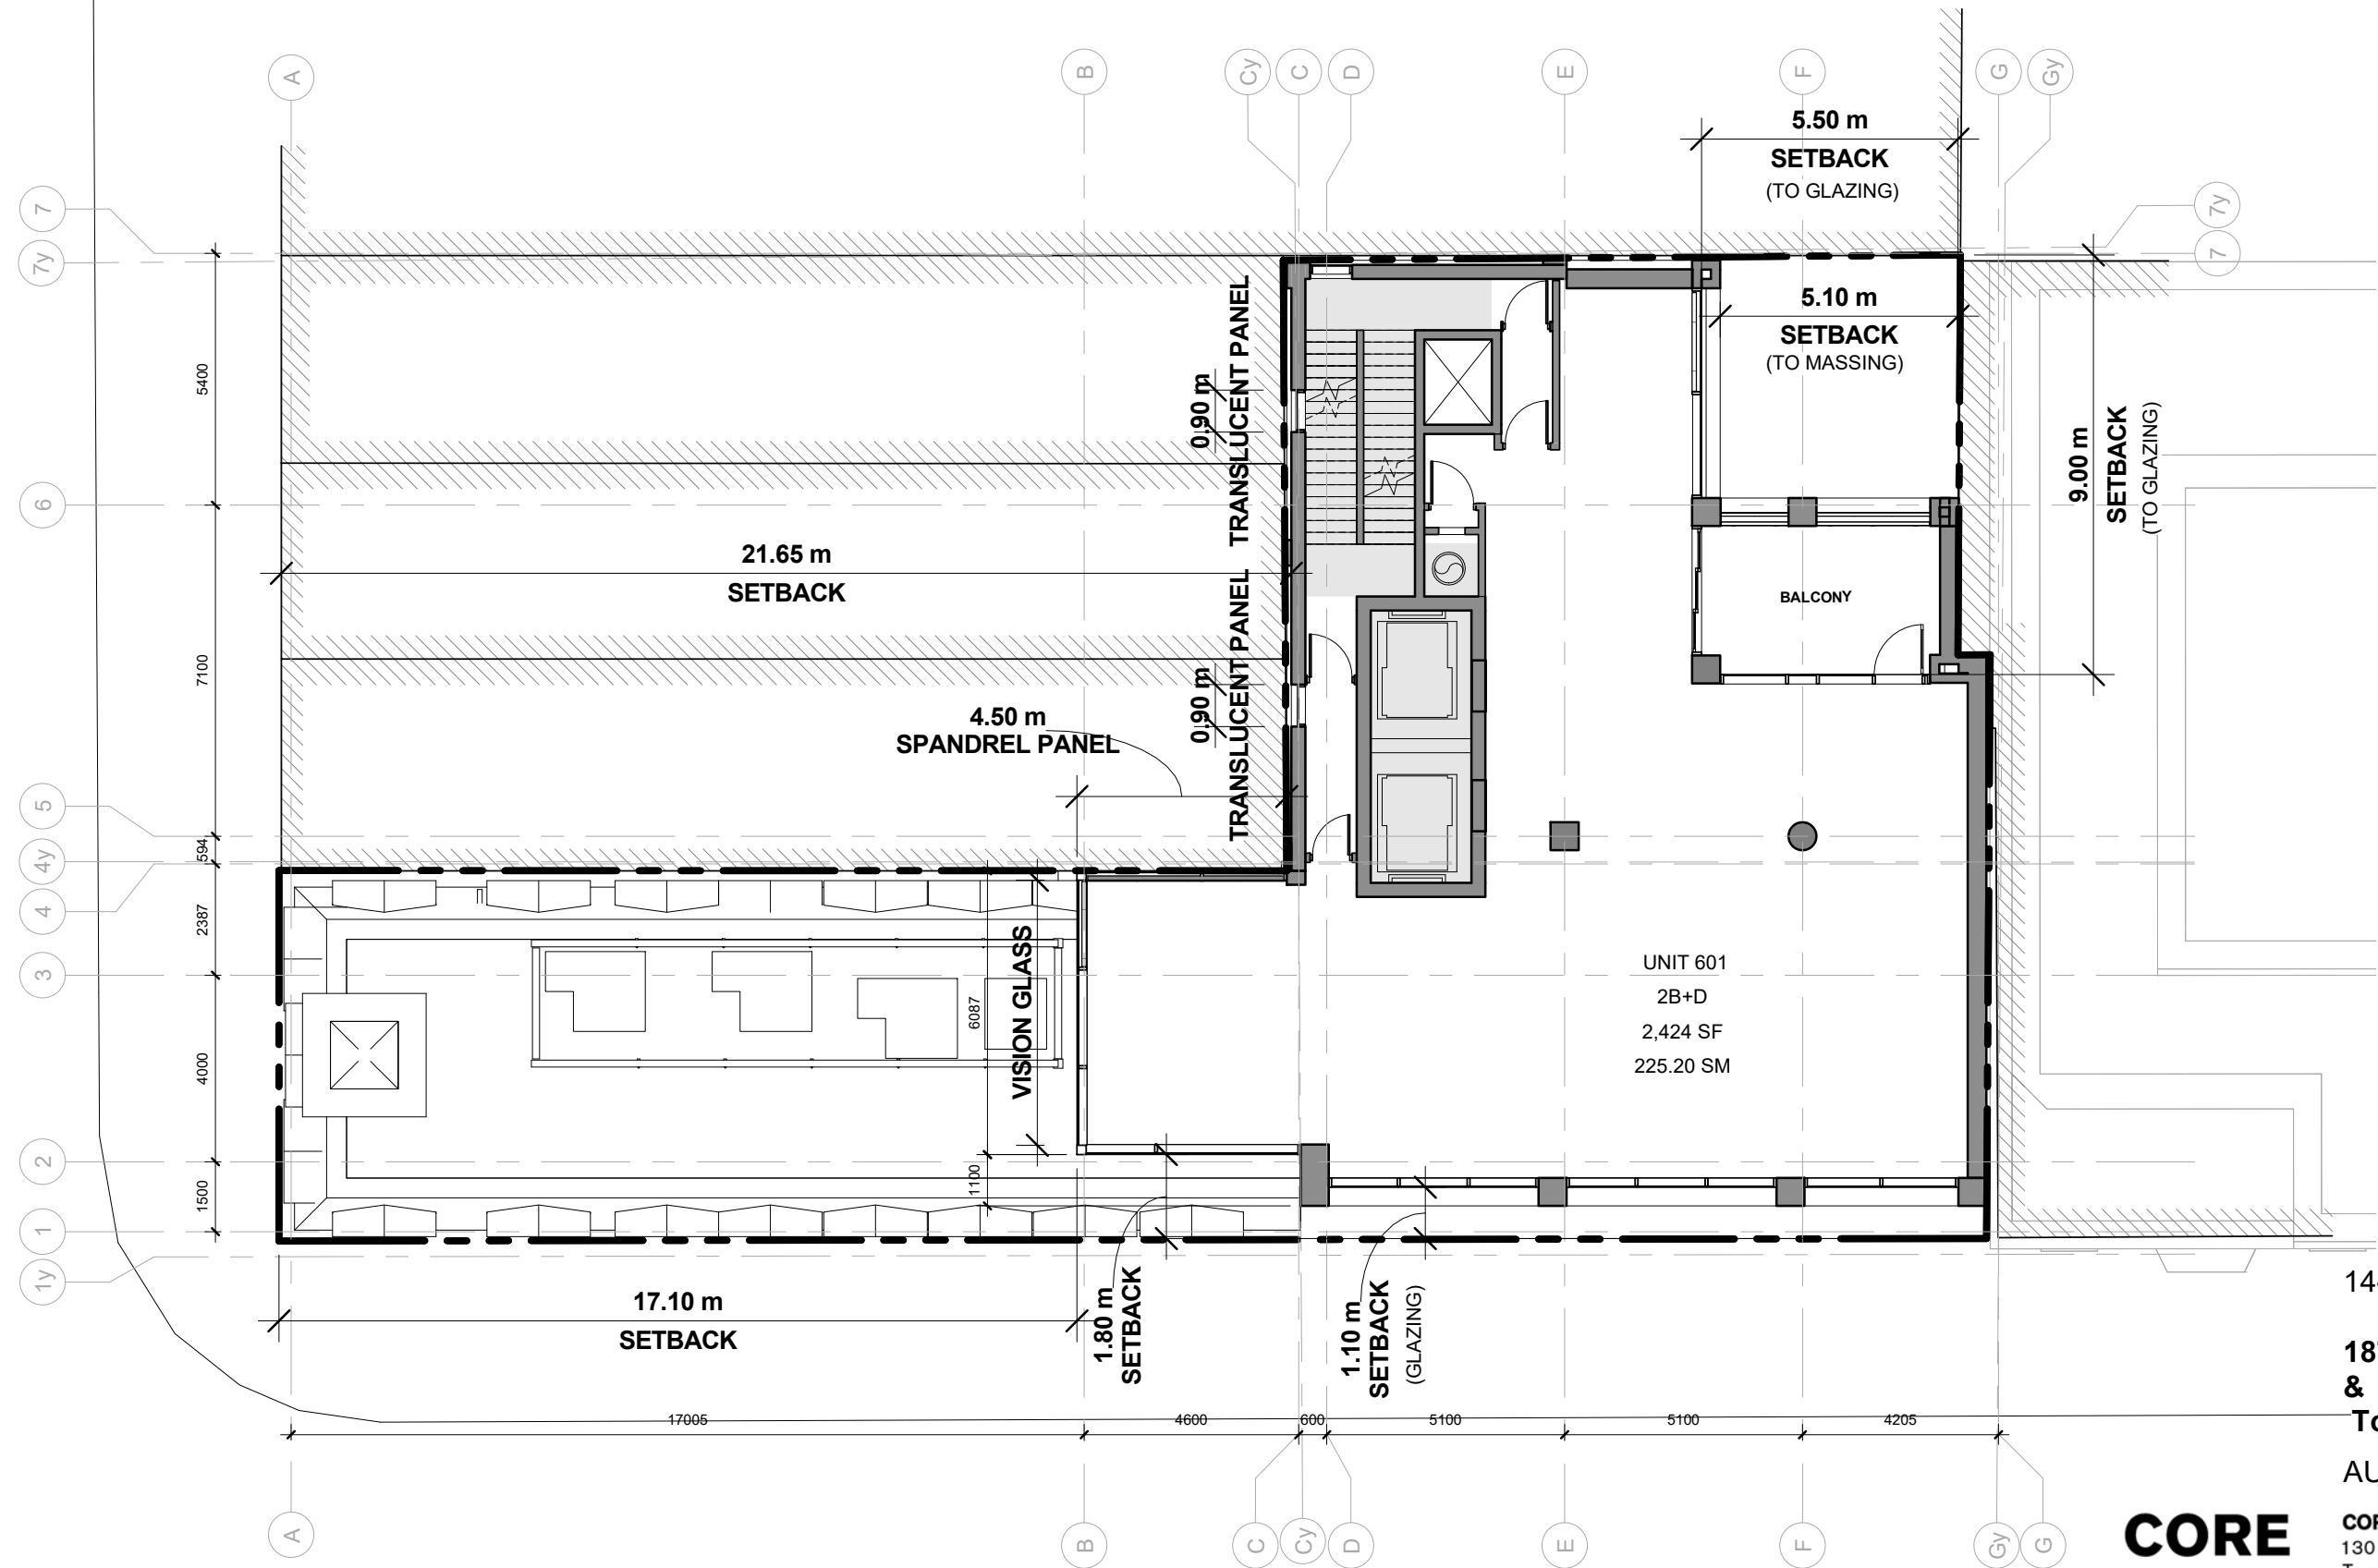 A
B
Cy
C
D
E
F
G
Gy
5.50 m
SETBACK
(TO GLAZING)
7
7y
7y
7
5.10 m
SETBACK
(TO MASSING)
5400
0.90 m
TRANSLUCENT PANEL
9.00 m
SETBACK
(TO GLAZING)
6
21.65 m
SETBACK
BALCONY
7100
0.90 m
TRANSLUCENT PANEL
4.50 m
SPANDREL PANEL
5
594
4y
4
2387
3
VISION GLASS
6087
UNIT 601
2B+D
2,424 SF
225.20 SM
4000
2
1100
1500
1
1y
17.10 m
SETBACK
1.80 m
SETBACK
1.10 m
SETBACK
(GLAZING)
17005
4600
600
5100
5100
4205
A
B
C
Cy
D
E
F
Gy
G
&
AU
CORE
130